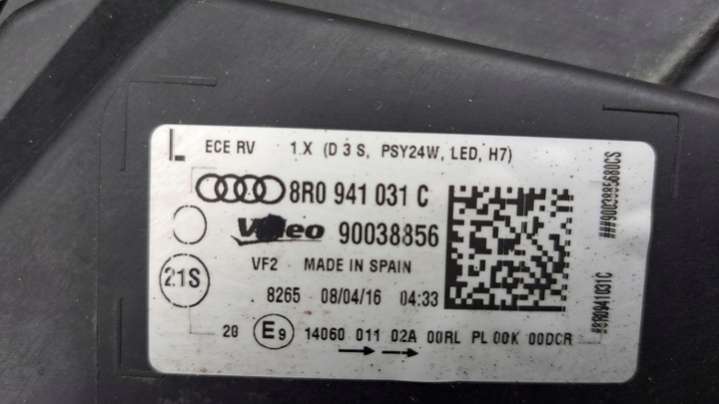 L ECE RV 1.X (D3S, PSY24W, LED, H7)
8R0 941 031 C
Valeo 90038856
VF2 MADE IN SPAIN
21S
8265 08/04/16 04:33
20 E9 14060 011 02A 00RL PL 00K 00DCR
#8R0941031C